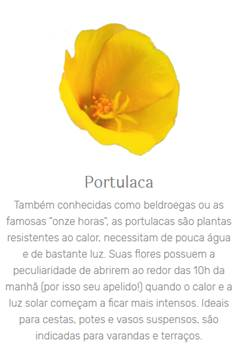 Portulaca
Também conhecidas como beldroegas ou as
famosas "onze horas", as portulacas são plantas
resistentes ao calor, necessitam de pouca água
e de bastante luz. Suas flores possuem a
peculiaridade de abrirem ao redor das 10h da
manhã (por isso seu apelido!) quando o calor e a
luz solar começam a ficar mais intensos. Ideais
para cestas, potes e vasos suspensos, são
indicadas para varandas e terraços.